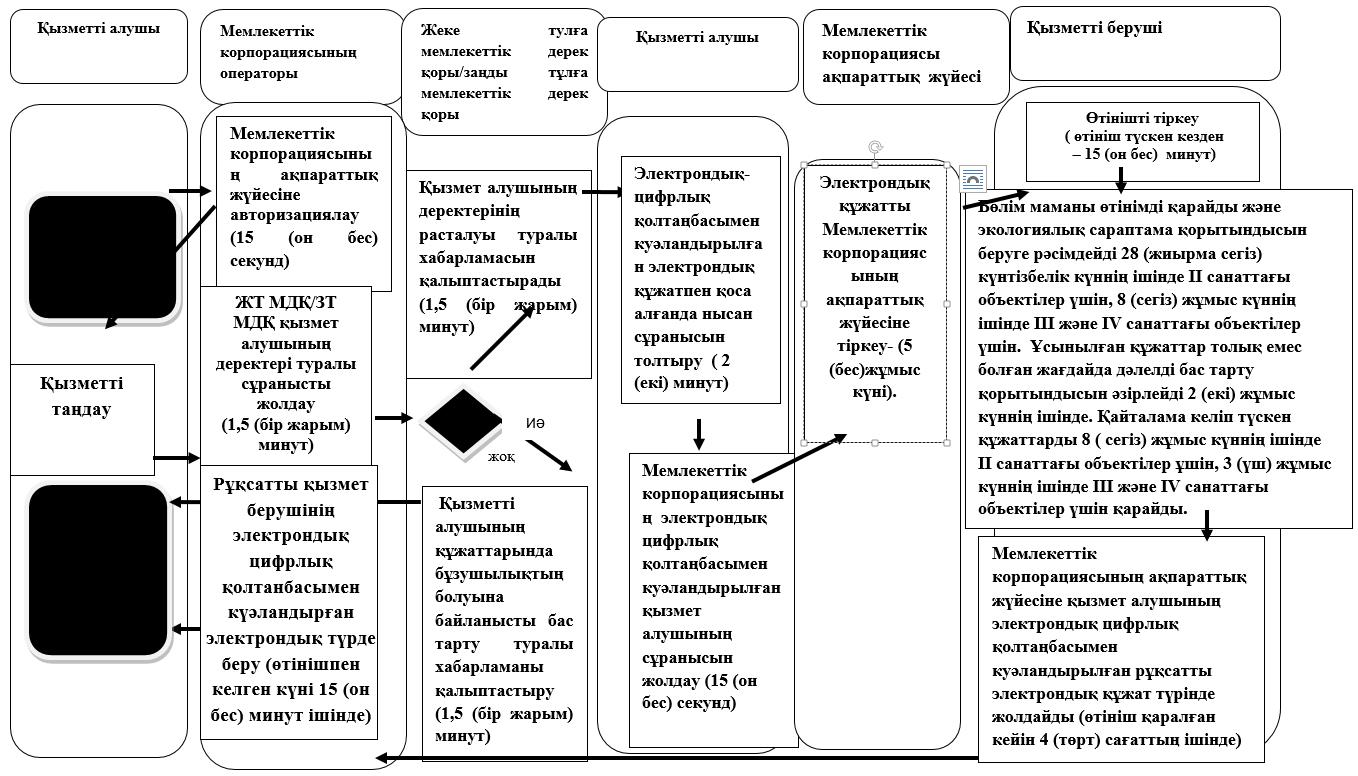 Қызметті алушы
Мемлекеттік
корпорациясының
операторы
Жеке тулға
мемлекеттік дерек
қоры/заңды тұлға
мемлекеттік дерек
қоры
Қызметті алушы
Мемлекеттік
корпорациясы
ақпараттық жүйесі
Қызметті беруші
Қызметті
таңдау
Мемлекеттік
корпорациясыны
ң ақпараттық
жүйесіне
авторизациялау
(15 (он бес)
секунд)
ЖТ МДҚ/ЗТ
МДҚ қызмет
алушының
деректері туралы
сұранысты
жолдау
(1,5 (бір жарым)
минут)
Рұқсатты қызмет
берушінің
электрондық
цифрлық
қолтанбасымен
күәландырған
электрондық түрде
беру (өтінішпен
келген күні 15 (он
бес) минут ішінде)
Қызмет алушының
деректерінің
расталуы туралы
хабарламасын
қалыптастырады
(1,5 (бір жарым)
минут)
иә
жоқ
Қызметті
алушының
құжаттарында
бұзушылықтың
болуына
байланысты бас
тарту туралы
хабарламаны
қалыптастыру
(1,5 (бір жарым)
минут)
Электрондық-
цифрлық
қолтаңбасымен
куәландырылға
н электрондық
құжатпен қоса
алғанда нысан
сұранысын
толтыру ( 2
(екі) минут)
Мемлекеттік
корпорациясыны
ң электрондық
цифрлық
қолтаңбасымен
куәландырылған
қызмет
алушының
сұранысын
жолдау (15 (он
бес) секунд)
Электрондық
құжатты
Мемлекеттік
корпорацияс
ының
ақпараттық
жүйесіне
тіркеу- (5
(бес)жұмыс
күні).
Өтінішті тіркеу
( өтініш түскен кезден
– 15 (он бес) минут)
Бөлім маманы өтінімді қарайды және
экологиялық сараптама қорытындысын
беруге рәсімдейді 28 (жиырма сегіз)
күнтізбелік күннің ішінде ІІ санаттағы
объектілер үшін, 8 (сегіз) жұмыс күннің
ішінде ІІІ және IV санаттағы объектілер
үшін. Ұсынылған құжаттар толық емес
болған жағдайда дәлелді бас тарту
қорытындысын әзірлейді 2 (екі) жұмыс
күннің ішінде. Қайталама келіп түскен
құжаттарды 8 ( сегіз) жұмыс күннің ішінде
ІІ санаттағы объектілер ұшін, 3 (үш) жұмыс
күннің ішінде ІІІ және IV санаттағы
объектілер үшін қарайды.
Мемлекеттік
корпорациясының ақпараттық
жүйесіне қызмет алушының
электрондық цифрлық
қолтаңбасымен
куәландырылған рұқсатты
электрондық құжат түрінде
жолдайды (өтініш қаралған
кейін 4 (төрт) сағаттың ішінде)